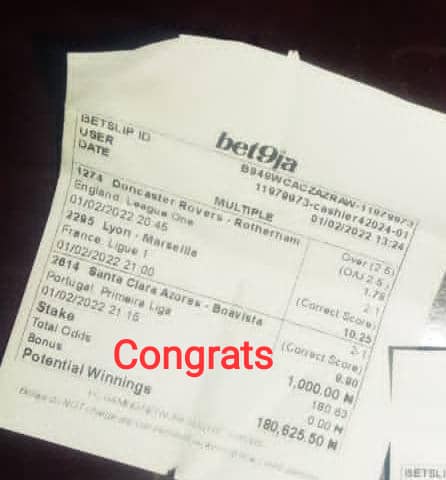 bet9ja
BETSLIP ID B949WCACZAZRAW-11979973
USER 11979973-cashier42024-01
DATE 01/02/2022 13:24
MULTIPLE
1274 Doncaster Rovers - Rotherham Over (2.5)
England, League One (O/U 2.5)
01/02/2022 20:45 1.75
2295 Lyon - Marseille 2-1
France, Ligue 1 (Correct Score)
01/02/2022 21:00 10.25
2614 Santa Clara Azores - Boavista 2-1
Portugal, Primeira Liga (Correct Score)
01/02/2022 21:15
Stake 1,000.00 ₦
Total Odds 180.63
Bonus 0.00 ₦
Potential Winnings 180,625.50 ₦
Congrats